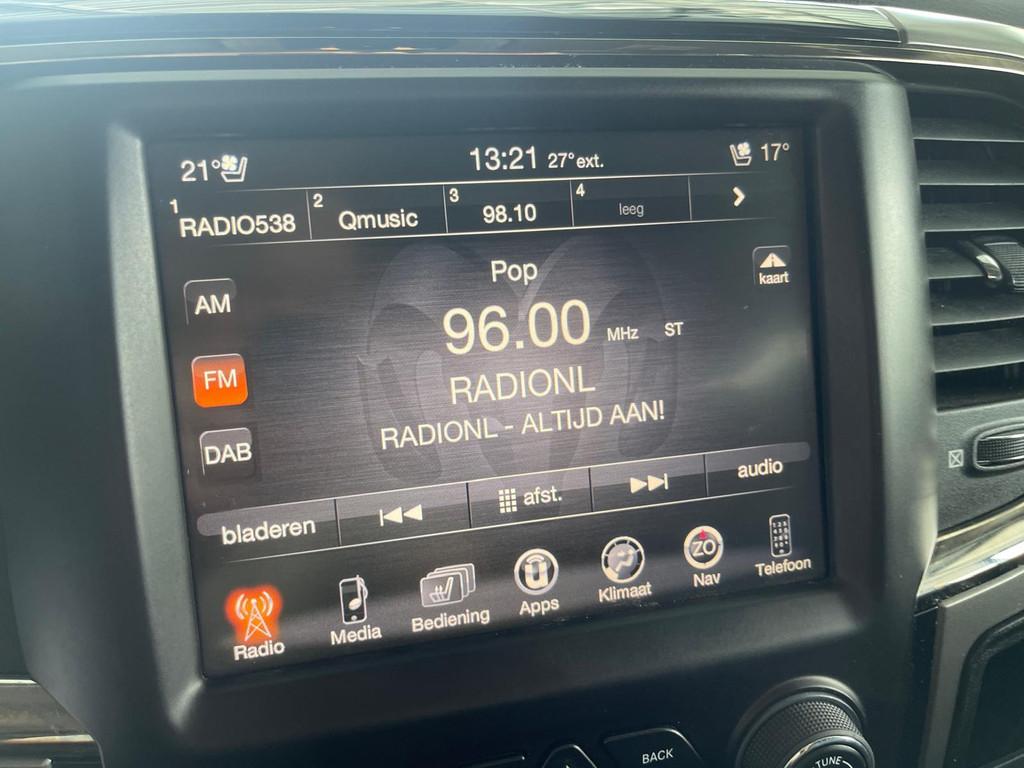 21° 13:21 27°ext. 17°
1 RADIO538 2 Qmusic 3 98.10 4 leeg
Pop
kaart
AM
96.00 MHz ST
FM
RADIONL
RADIONL - ALTIJD AAN!
DAB
bladeren afst. audio
Radio Media Bediening Apps Klimaat ZO Nav Telefoon
BACK
TUNE